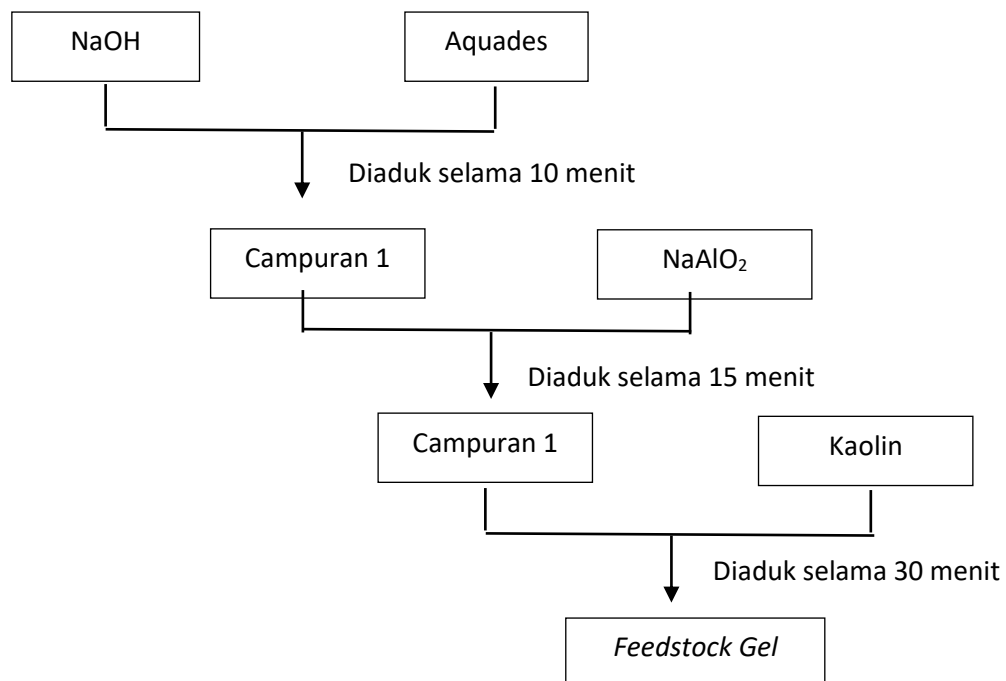 NaOH
Aquades
Diaduk selama 10 menit
Campuran 1
NaAlO₂
Diaduk selama 15 menit
Campuran 1
Kaolin
Diaduk selama 30 menit
Feedstock Gel